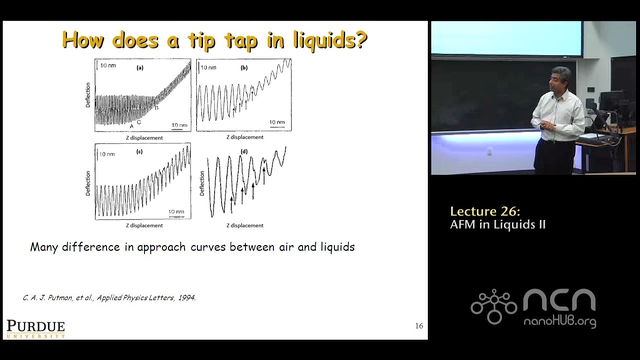 How does a tip tap in liquids?
10 nm
(a)
Deflection
A
C
B
10 nm
Z displacement
10 nm
(b)
10 nm
Z displacement
10 nm
(c)
Deflection
10 nm
Z displacement
(d)
Deflection
Z displacement
Many difference in approach curves between air and liquids
C. A. J. Putman, et al., Applied Physics Letters, 1994.
PURDUE
UNIVERSITY
16
Lecture 26:
AFM in Liquids II
ncn
nanoHUB.org